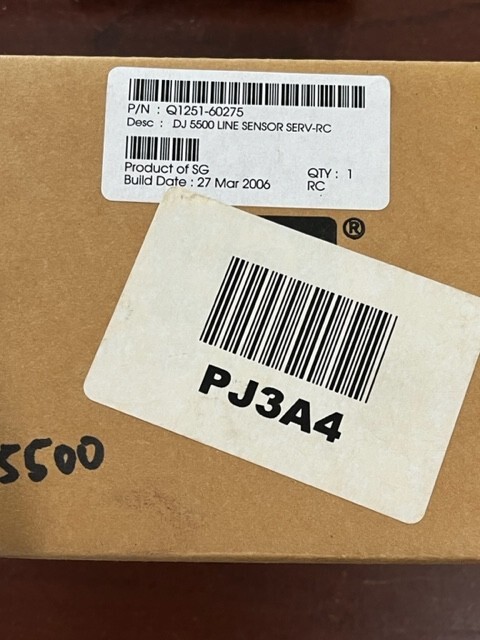 P/N : Q1251-60275
Desc : DJ 5500 LINE SENSOR SERV-RC
Product of SG
QTY : 1
Build Date : 27 Mar 2006
RC
®
PJ3A4
5500